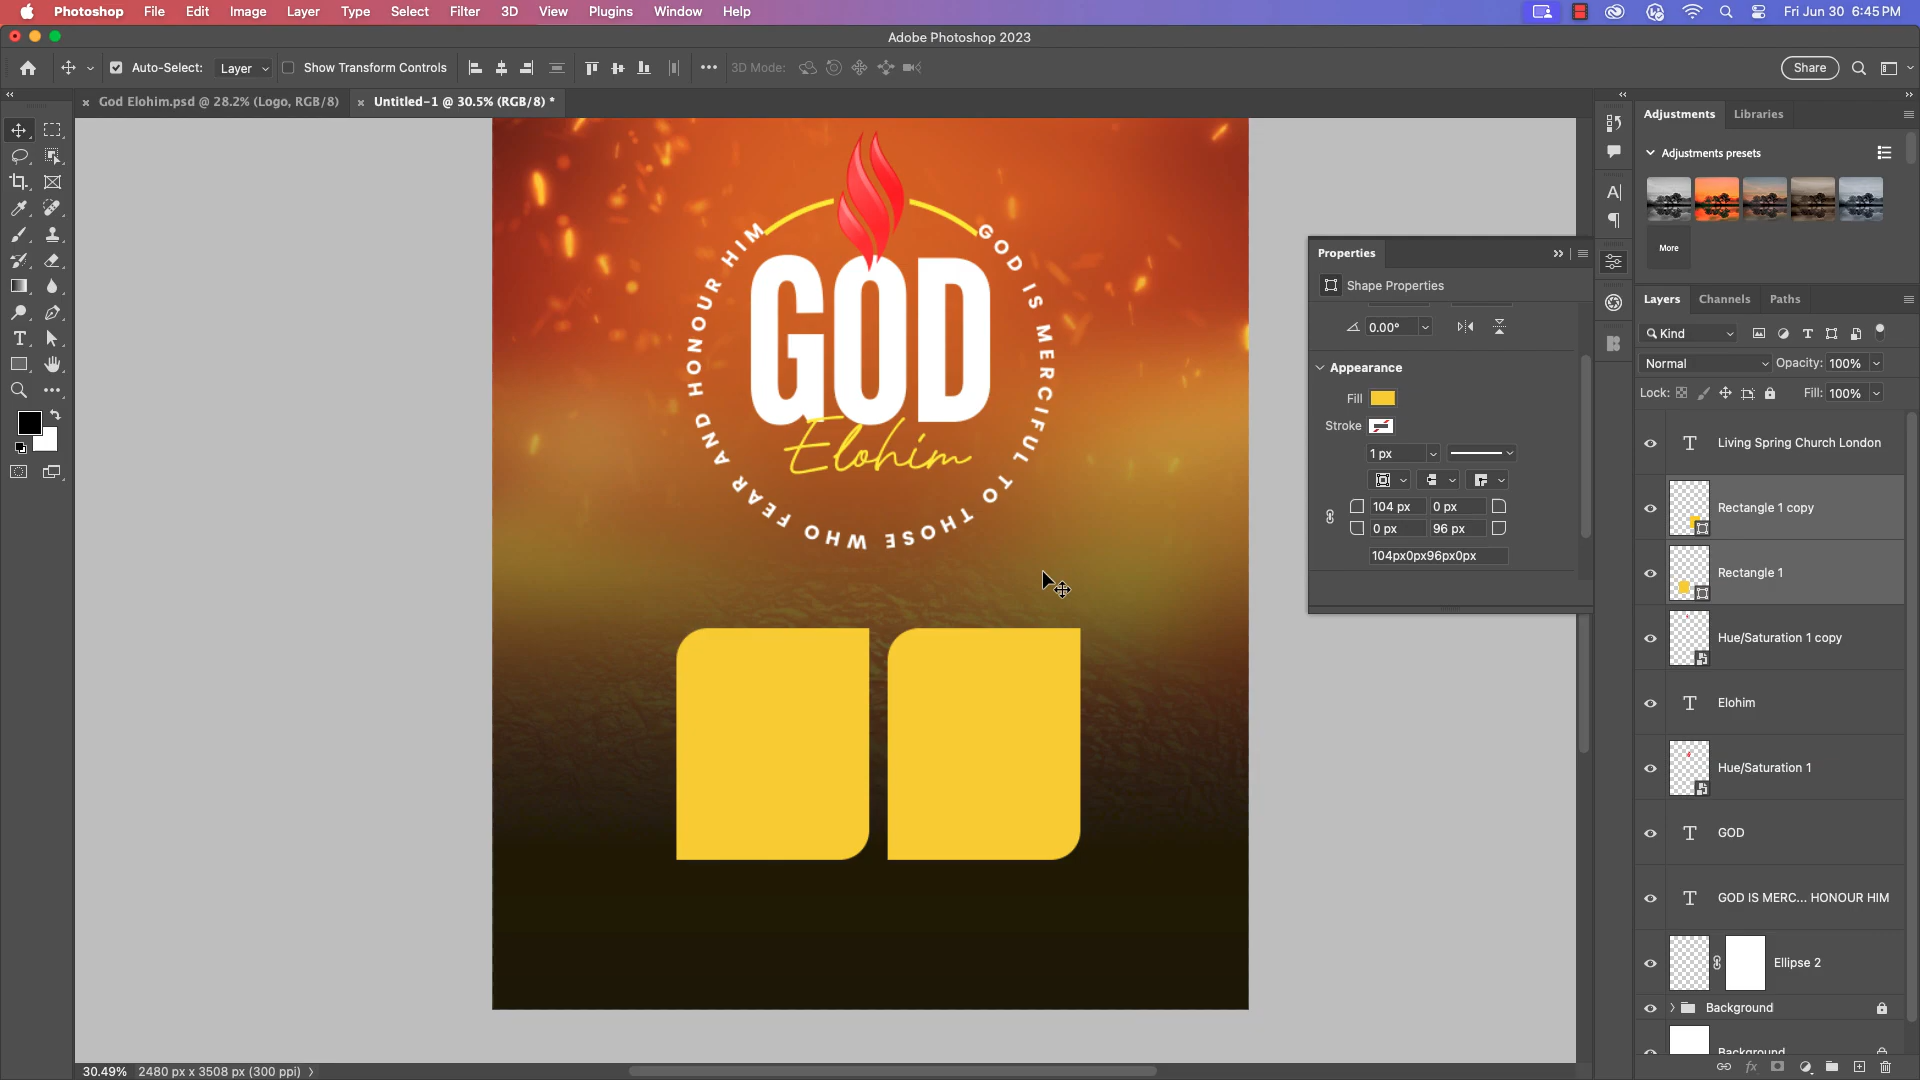 Photoshop File Edit Image Layer Type Select Filter 3D View Plugins Window Help Fri Jun 30 6:45 PM
Adobe Photoshop 2023
Auto-Select: Layer Show Transform Controls 3D Mode: Share
God Elohim.psd @ 28.2% (Logo, RGB/8) Untitled-1 @ 30.5% (RGB/8) *
Adjustments Libraries
Adjustments presets
More
GOD IS MERCIFUL TO THOSE WHO FEAR AND HONOUR HIM
GOD
Elohim
Properties
Shape Properties
0.00°
Appearance
Fill
Stroke
1 px
104 px 0 px
0 px 96 px
104px0px96px0px
Layers Channels Paths
Kind
Normal Opacity: 100%
Lock: Fill: 100%
Living Spring Church London
Rectangle 1 copy
Rectangle 1
Hue/Saturation 1 copy
Elohim
Hue/Saturation 1
GOD
GOD IS MERC... HONOUR HIM
Ellipse 2
Background
Background
30.49% 2480 px x 3508 px (300 ppi)